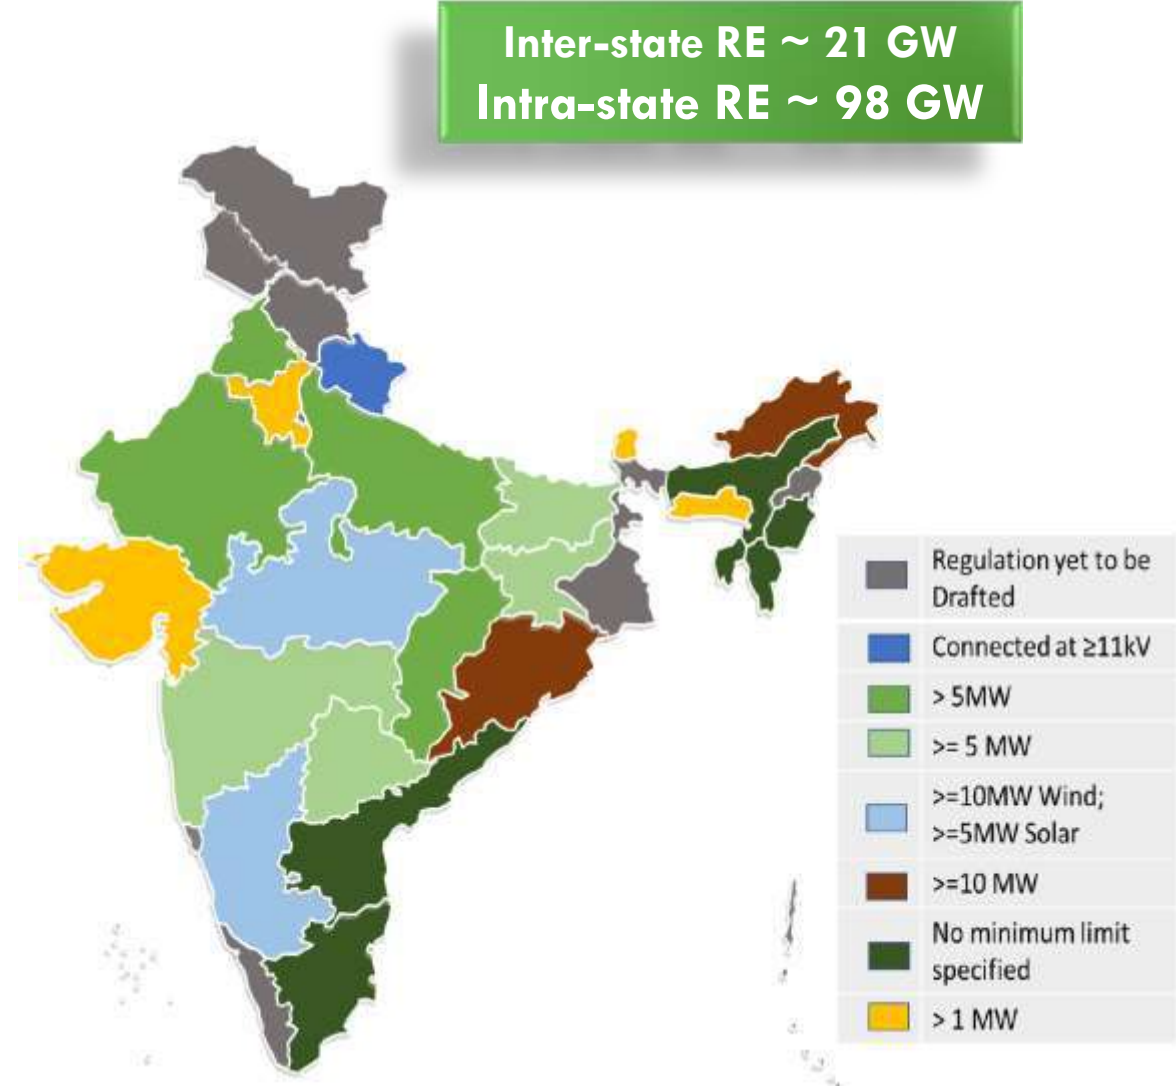 Inter-state RE ~ 21 GW
Intra-state RE ~ 98 GW
Regulation yet to be
Drafted
Connected at ≥11kV
> 5MW
>= 5 MW
>=10MW Wind;
>=5MW Solar
>=10 MW
No minimum limit
specified
> 1 MW